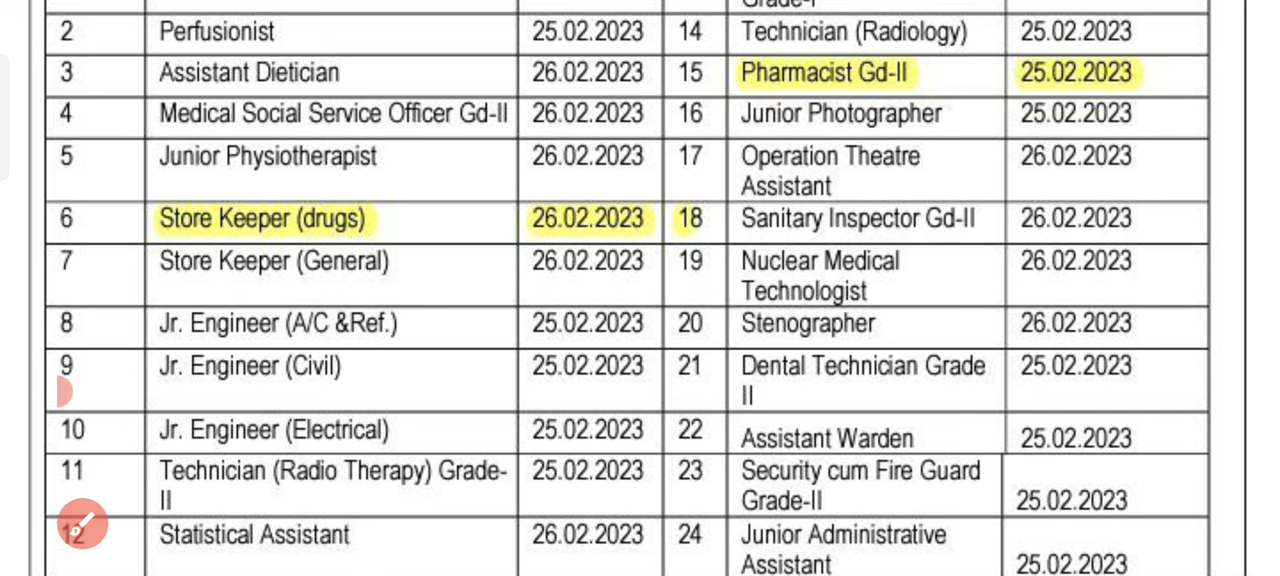 Grade-I
2 Perfusionist 25.02.2023 14 Technician (Radiology) 25.02.2023
3 Assistant Dietician 26.02.2023 15 Pharmacist Gd-II 25.02.2023
4 Medical Social Service Officer Gd-II 26.02.2023 16 Junior Photographer 25.02.2023
5 Junior Physiotherapist 26.02.2023 17 Operation Theatre 26.02.2023
Assistant
6 Store Keeper (drugs) 26.02.2023 18 Sanitary Inspector Gd-II 26.02.2023
7 Store Keeper (General) 26.02.2023 19 Nuclear Medical 26.02.2023
Technologist
8 Jr. Engineer (A/C &Ref.) 25.02.2023 20 Stenographer 26.02.2023
9 Jr. Engineer (Civil) 25.02.2023 21 Dental Technician Grade 25.02.2023
II
10 Jr. Engineer (Electrical) 25.02.2023 22 Assistant Warden 25.02.2023
11 Technician (Radio Therapy) Grade- 25.02.2023 23 Security cum Fire Guard
II Grade-II 25.02.2023
12 Statistical Assistant 26.02.2023 24 Junior Administrative
Assistant 25.02.2023